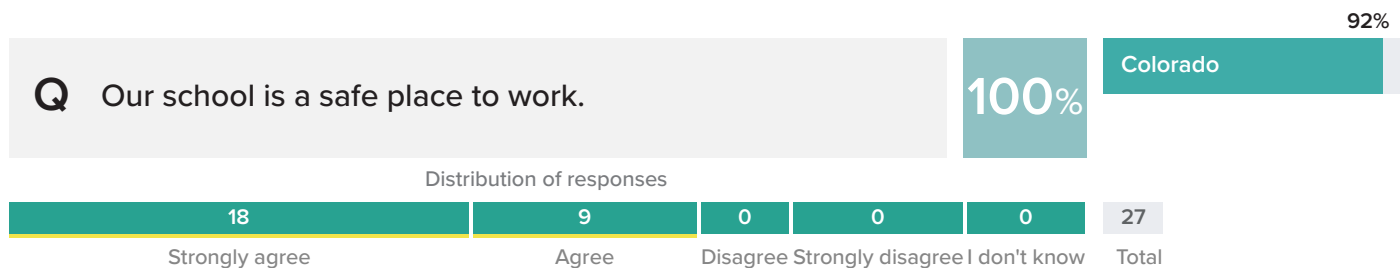 92%
Q Our school is a safe place to work.
100%
Colorado
Distribution of responses
18 9 0 0 0 27
Strongly agree Agree Disagree Strongly disagree I don't know Total